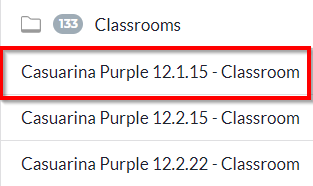 133 Classrooms
Casuarina Purple 12.1.15 - Classroom
Casuarina Purple 12.2.15 - Classroom
Casuarina Purple 12.2.22 - Classroom